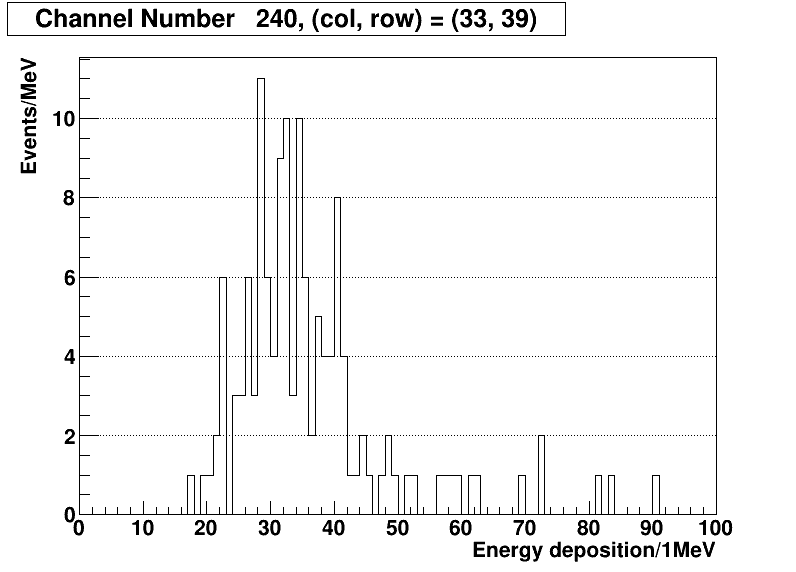 Channel Number 240, (col, row) = (33, 39)
Events/MeV
10
8
6
4
2
0
0 10 20 30 40 50 60 70 80 90 100
Energy deposition/1MeV